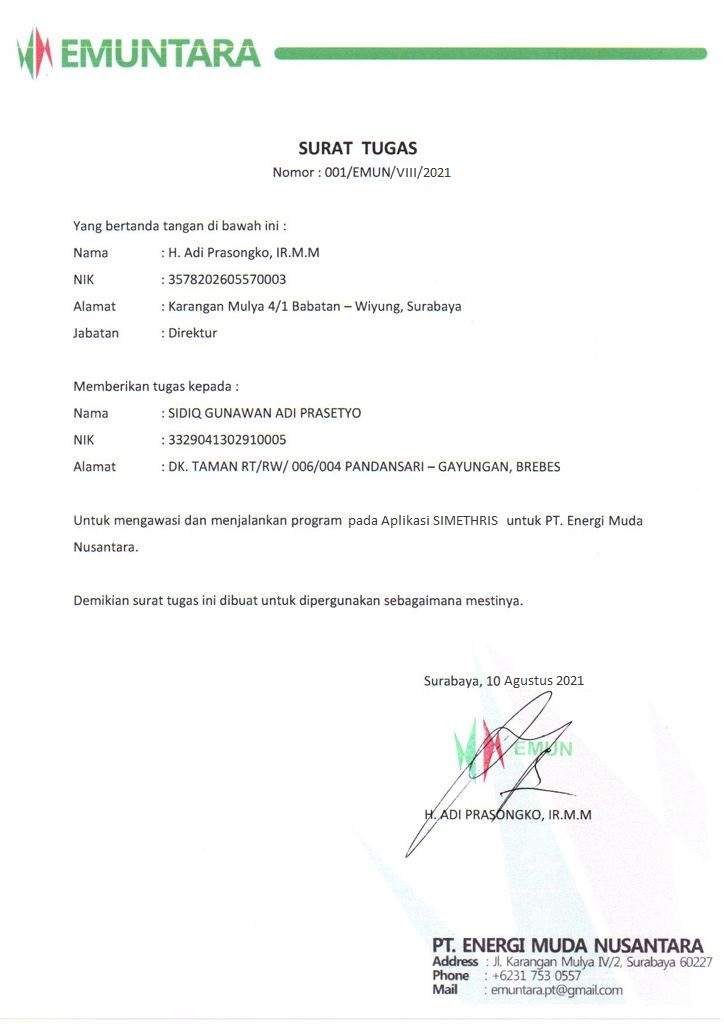 EMUNTARA
SURAT TUGAS
Nomor : 001/EMUN/VIII/2021
Yang bertanda tangan di bawah ini :
Nama : H. Adi Prasongko, IR.M.M
NIK : 3578202605570003
Alamat : Karangan Mulya 4/1 Babatan – Wiyung, Surabaya
Jabatan : Direktur
Memberikan tugas kepada :
Nama : SIDIQ GUNAWAN ADI PRASETYO
NIK : 3329041302910005
Alamat : DK. TAMAN RT/RW/ 006/004 PANDANSARI – GAYUNGAN, BREBES
Untuk mengawasi dan menjalankan program pada Aplikasi SIMETHRIS untuk PT. Energi Muda
Nusantara.
Demikian surat tugas ini dibuat untuk dipergunakan sebagaimana mestinya.
Surabaya, 10 Agustus 2021
EMUN
H. ADI PRASONGKO, IR.M.M
PT. ENERGI MUDA NUSANTARA
Address : Jl. Karangan Mulya IV/2, Surabaya 60227
Phone : +6231 753 0557
Mail : emuntara.pt@gmail.com